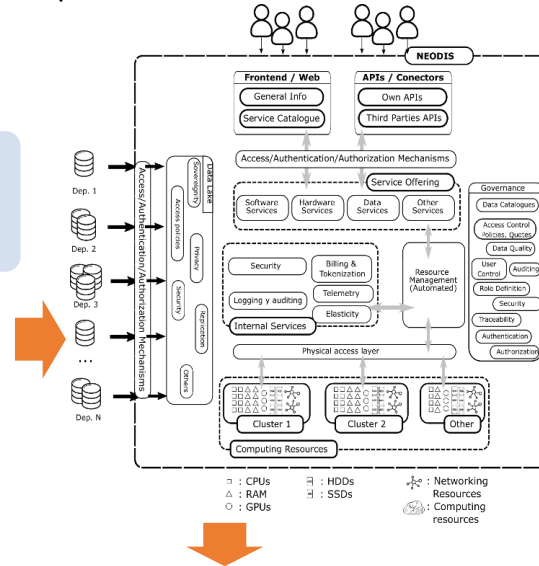 NEODIS
Frontend / Web
General Info
Service Catalogue
APIs / Conectors
Own APIs
Third Parties APIs
Access/Authentication/Authorization Mechanisms
Service Offering
Software
Services
Hardware
Services
Data
Services
Other
Services
Dep. 1
Dep. 2
Dep. 3
...
Dep. N
Access/Authentication/Authorization Mechanisms
Data Lake
Sovereignty
Access policies
Privacy
Security
Replication
Others
Security
Billing &
Tokenization
Telemetry
Logging y auditing
Elasticity
Internal Services
Resource
Management
(Automated)
Governance
Data Catalogues
Access Control
Policies, Quotes
Data Quality
User
Control
Auditing
Role Definition
Security
Traceability
Authentication
Authorization
Physical access layer
Cluster 1
Cluster 2
Other
Computing Resources
: CPUs
: RAM
: GPUs
: HDDs
: SSDs
: Networking
Resources
: Computing
resources